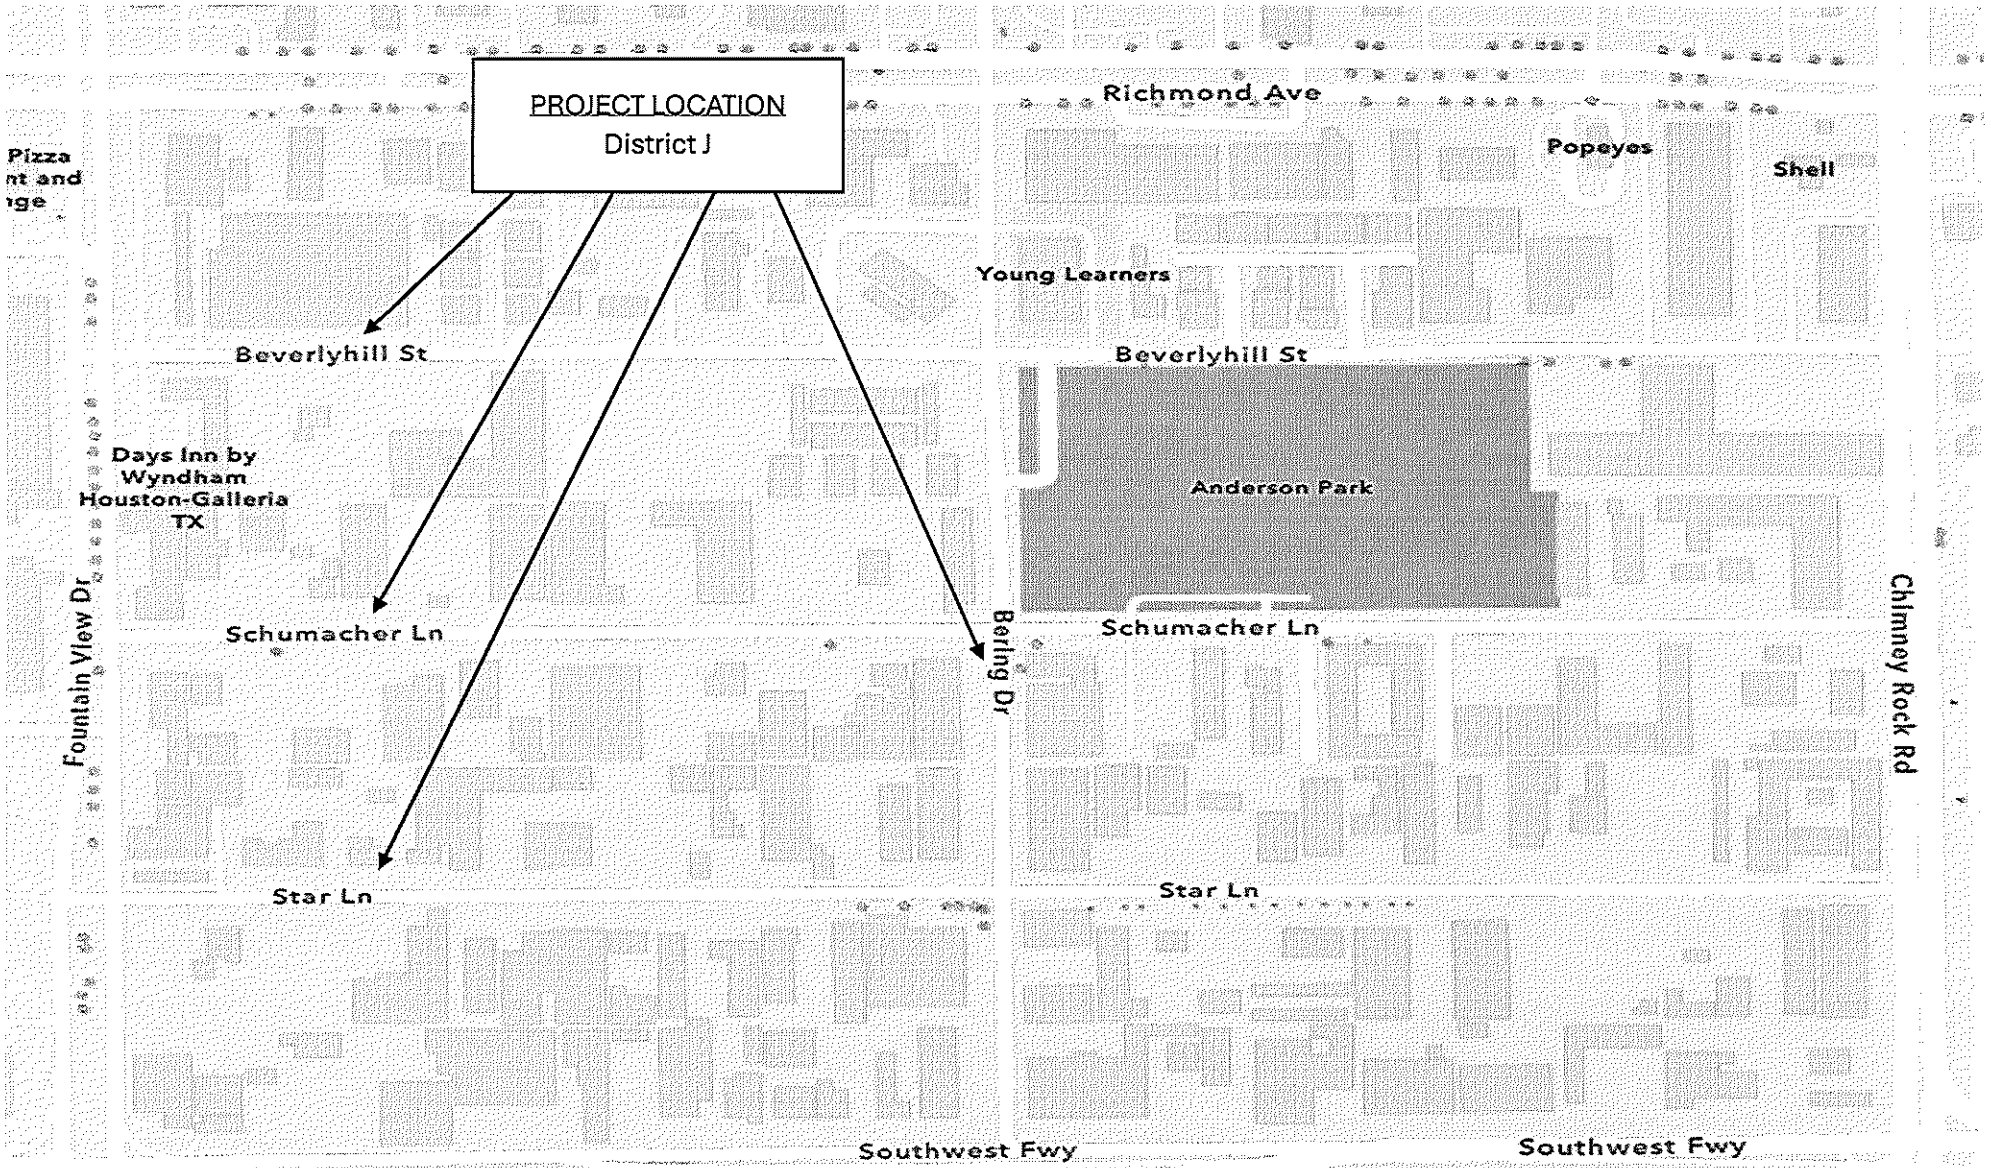 PROJECT LOCATION
District J
Richmond Ave
Pizza
nt and
nge
Popeyes
Shell
Young Learners
Beverlyhill St
Beverlyhill St
Days Inn by
Wyndham
Houston-Galleria
TX
Anderson Park
Fountain View Dr
Schumacher Ln
Bering Dr
Schumacher Ln
Chimney Rock Rd
Star Ln
Star Ln
Southwest Fwy
Southwest Fwy